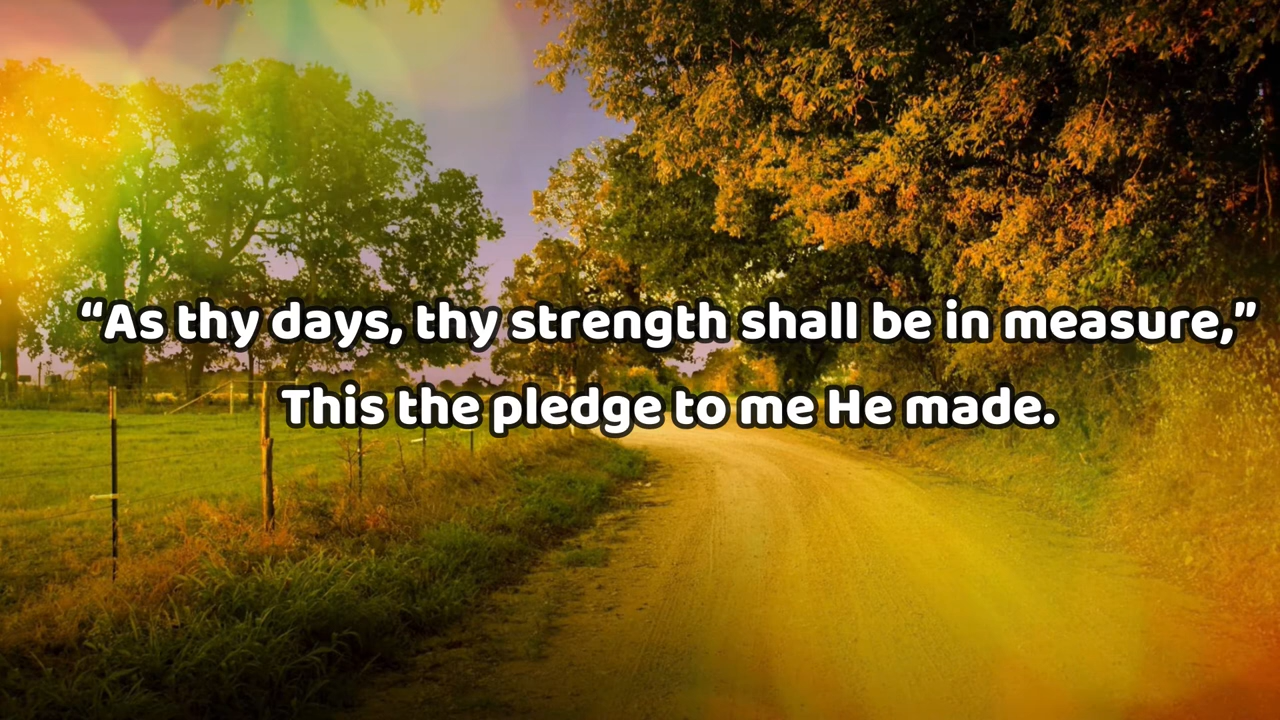 “As thy days, thy strength shall be in measure,”
This the pledge to me He made.